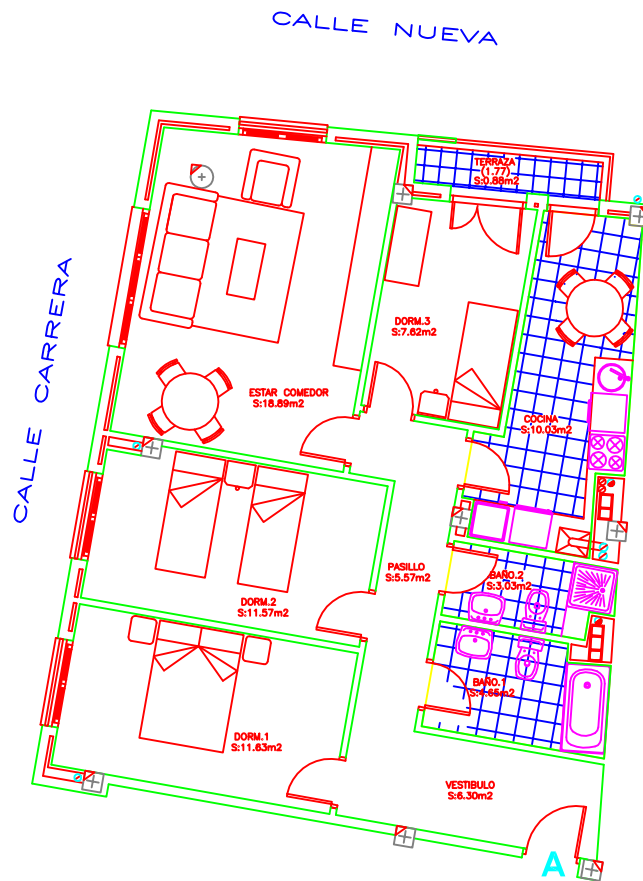 CALLE NUEVA
CALLE CARRERA
TERRAZA
(1.77)
S:0.88m2
DORM.3
S:7.62m2
ESTAR COMEDOR
S:18.89m2
COCINA
S:10.03m2
PASILLO
S:5.57m2
BAÑO.2
S:3.03m2
DORM.2
S:11.57m2
BAÑO.1
S:4.65m2
DORM.1
S:11.63m2
VESTIBULO
S:6.30m2
A